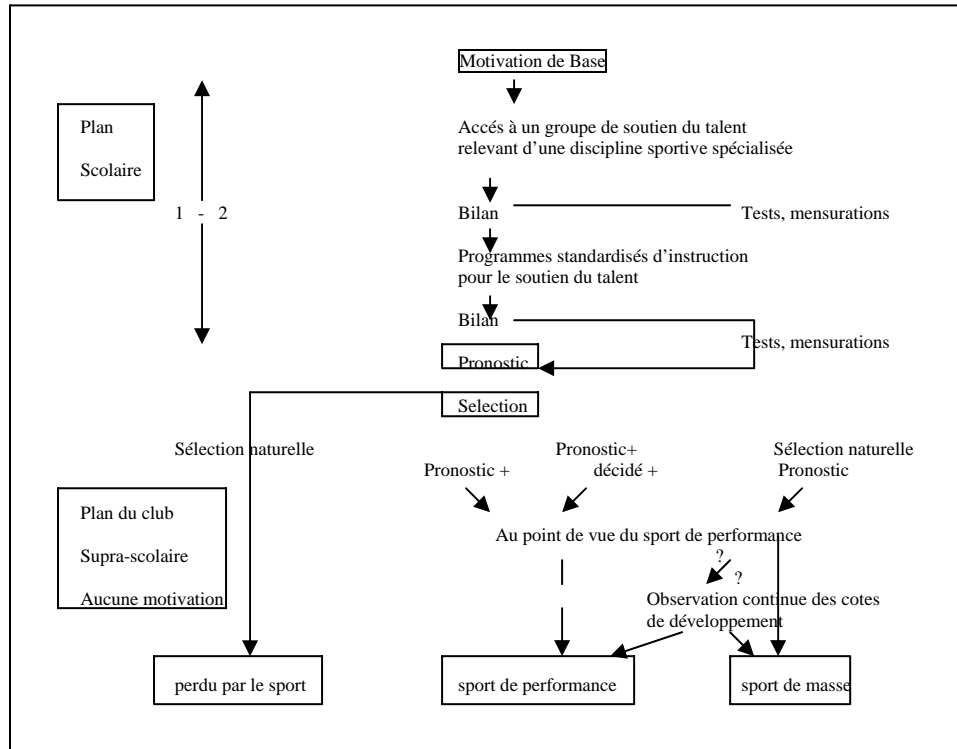 Motivation de Base
Plan
Scolaire
Accés à un groupe de soutien du talent
relevant d'une discipline sportive spécialisée
1 - 2
Bilan
Tests, mensurations
Programmes standardisés d'instruction
pour le soutien du talent
Bilan
Tests, mensurations
Pronostic
Selection
Sélection naturelle
Pronostic +
Pronostic+
décidé +
Sélection naturelle
Pronostic
Plan du club
Supra-scolaire
Aucune motivation
Au point de vue du sport de performance
?
?
Observation continue des cotes
de développement
perdu par le sport
sport de performance
sport de masse